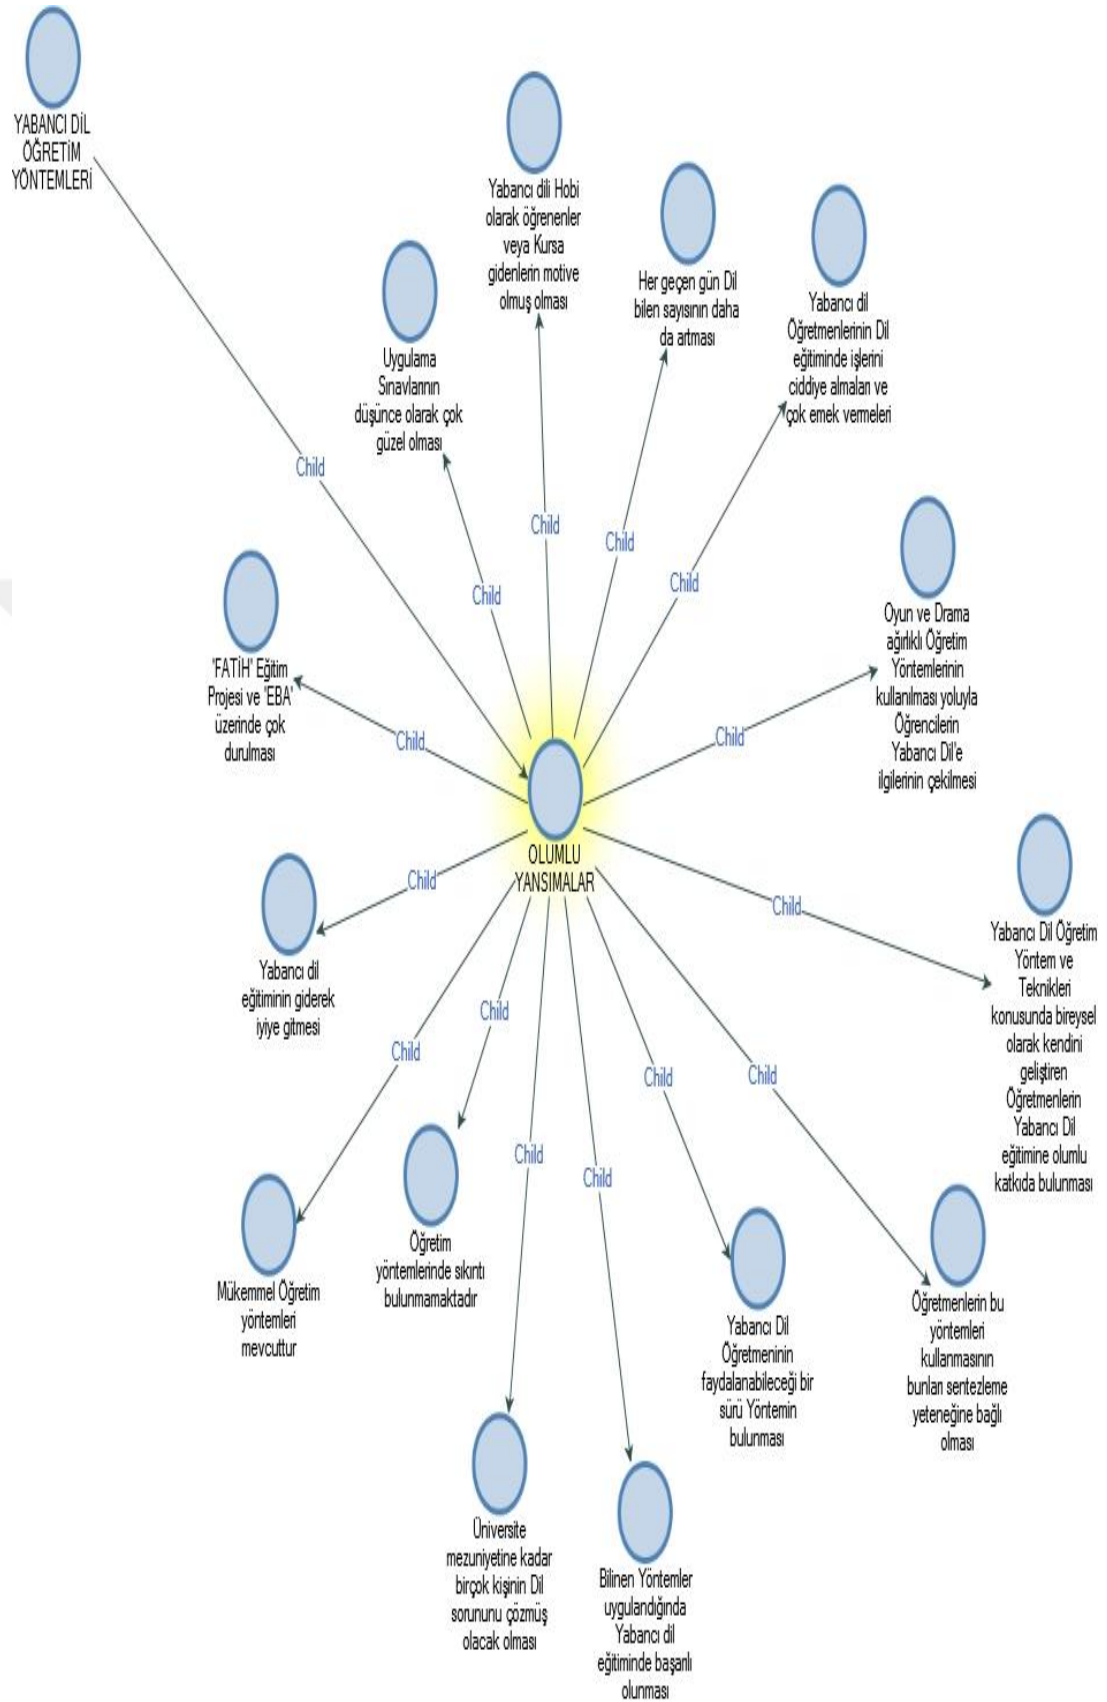 YABANCI DİL
ÖĞRETİM
YÖNTEMLERİ
Yabancı dili Hobi
olarak öğrenenler
veya Kursa
gidenlerin motive
olmuş olması
Her geçen gün Dil
bilen sayısının daha
da artması
Yabancı dil
Öğretmenlerinin Dil
eğitiminde işlerini
ciddiye almaları ve
çok emek vermeleri
Uygulama
Sınavlarının
düşünce olarak çok
güzel olması
Child
Child
Child
Child
Child
Oyun ve Drama
ağırlıklı Öğretim
Yöntemlerinin
kullanılması yoluyla
Öğrencilerin
Yabancı Dil'e
ilgilerinin çekilmesi
'FATİH' Eğitim
Projesi ve 'EBA'
üzerinde çok
durulması
Child
Child
OLUMLU
YANSIMALAR
Child
Child
Yabancı dil
eğitiminin giderek
iyiye gitmesi
Yabancı Dil Öğretim
Yöntem ve
Teknikleri
konusunda bireysel
olarak kendini
geliştiren
Öğretmenlerin
Yabancı Dil
eğitimine olumlu
katkıda bulunması
Child
Child
Child
Child
Child
Child
Mükemmel Öğretim
yöntemleri
mevcuttur
Öğretim
yöntemlerinde sıkıntı
bulunmamaktadır
Yabancı Dil
Öğretmeninin
faydalanabileceği bir
sürü Yöntemin
bulunması
Öğretmenlerin bu
yöntemleri
kullanmasının
bunları sentezleme
yeteneğine bağlı
olması
Üniversite
mezuniyetine kadar
birçok kişinin Dil
sorununu çözmüş
olacak olması
Bilinen Yöntemler
uygulandığında
Yabancı dil
eğitiminde başarılı
olunması